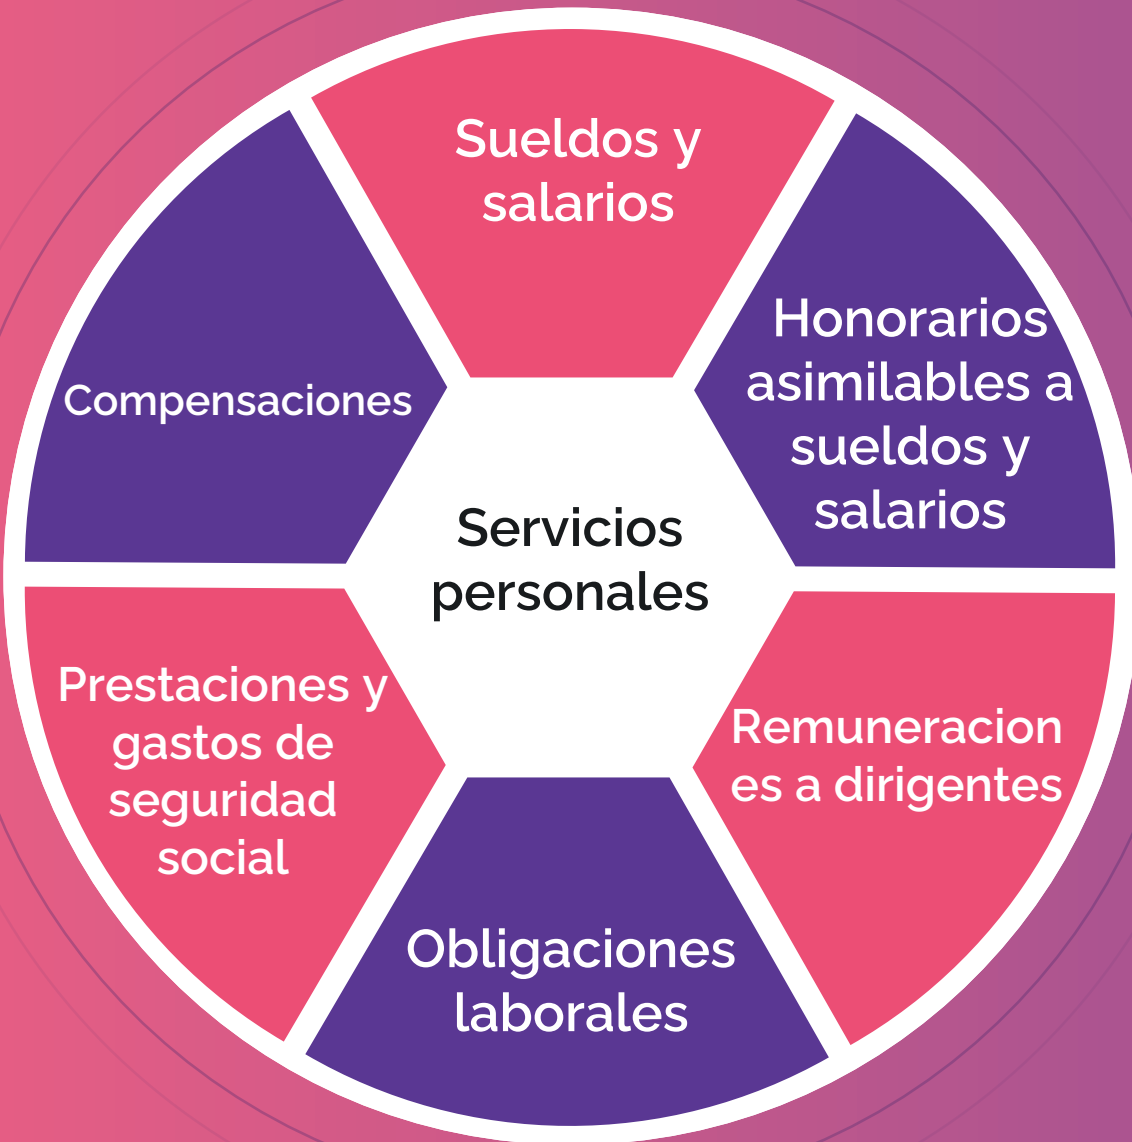 Sueldos y
salarios
Honorarios
asimilables a
sueldos y
salarios
Compensaciones
Servicios
personales
Prestaciones y
gastos de
seguridad
social
Remuneracion
es a dirigentes
Obligaciones
laborales